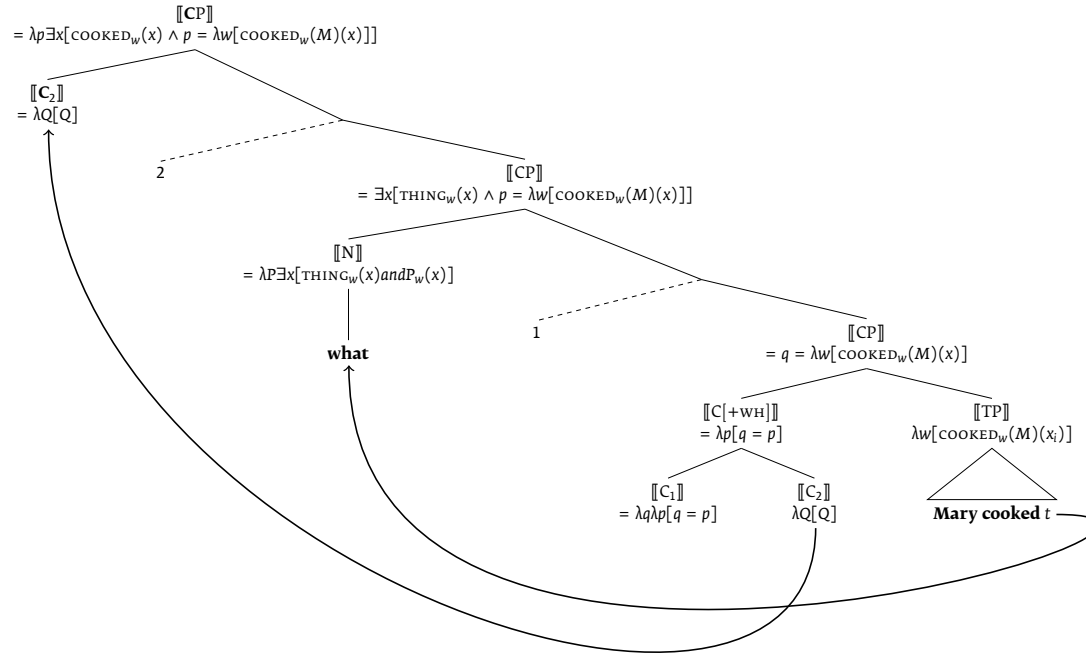 ⟦CP⟧
= λp∃x[COOKEDw(x) ∧ p = λw[COOKEDw(M)(x)]]
⟦C₂⟧
= λQ[Q]
2
⟦CP⟧
= ∃x[THINGw(x) ∧ p = λw[COOKEDw(M)(x)]]
⟦N⟧
= λP∃x[THINGw(x)andPw(x)]
1
what
⟦CP⟧
= q = λw[COOKEDw(M)(x)]
⟦C[+WH]⟧
= λp[q = p]
⟦TP⟧
λw[COOKEDw(M)(xi)]
⟦C₁⟧
= λqλp[q = p]
⟦C₂⟧
λQ[Q]
Mary cooked t